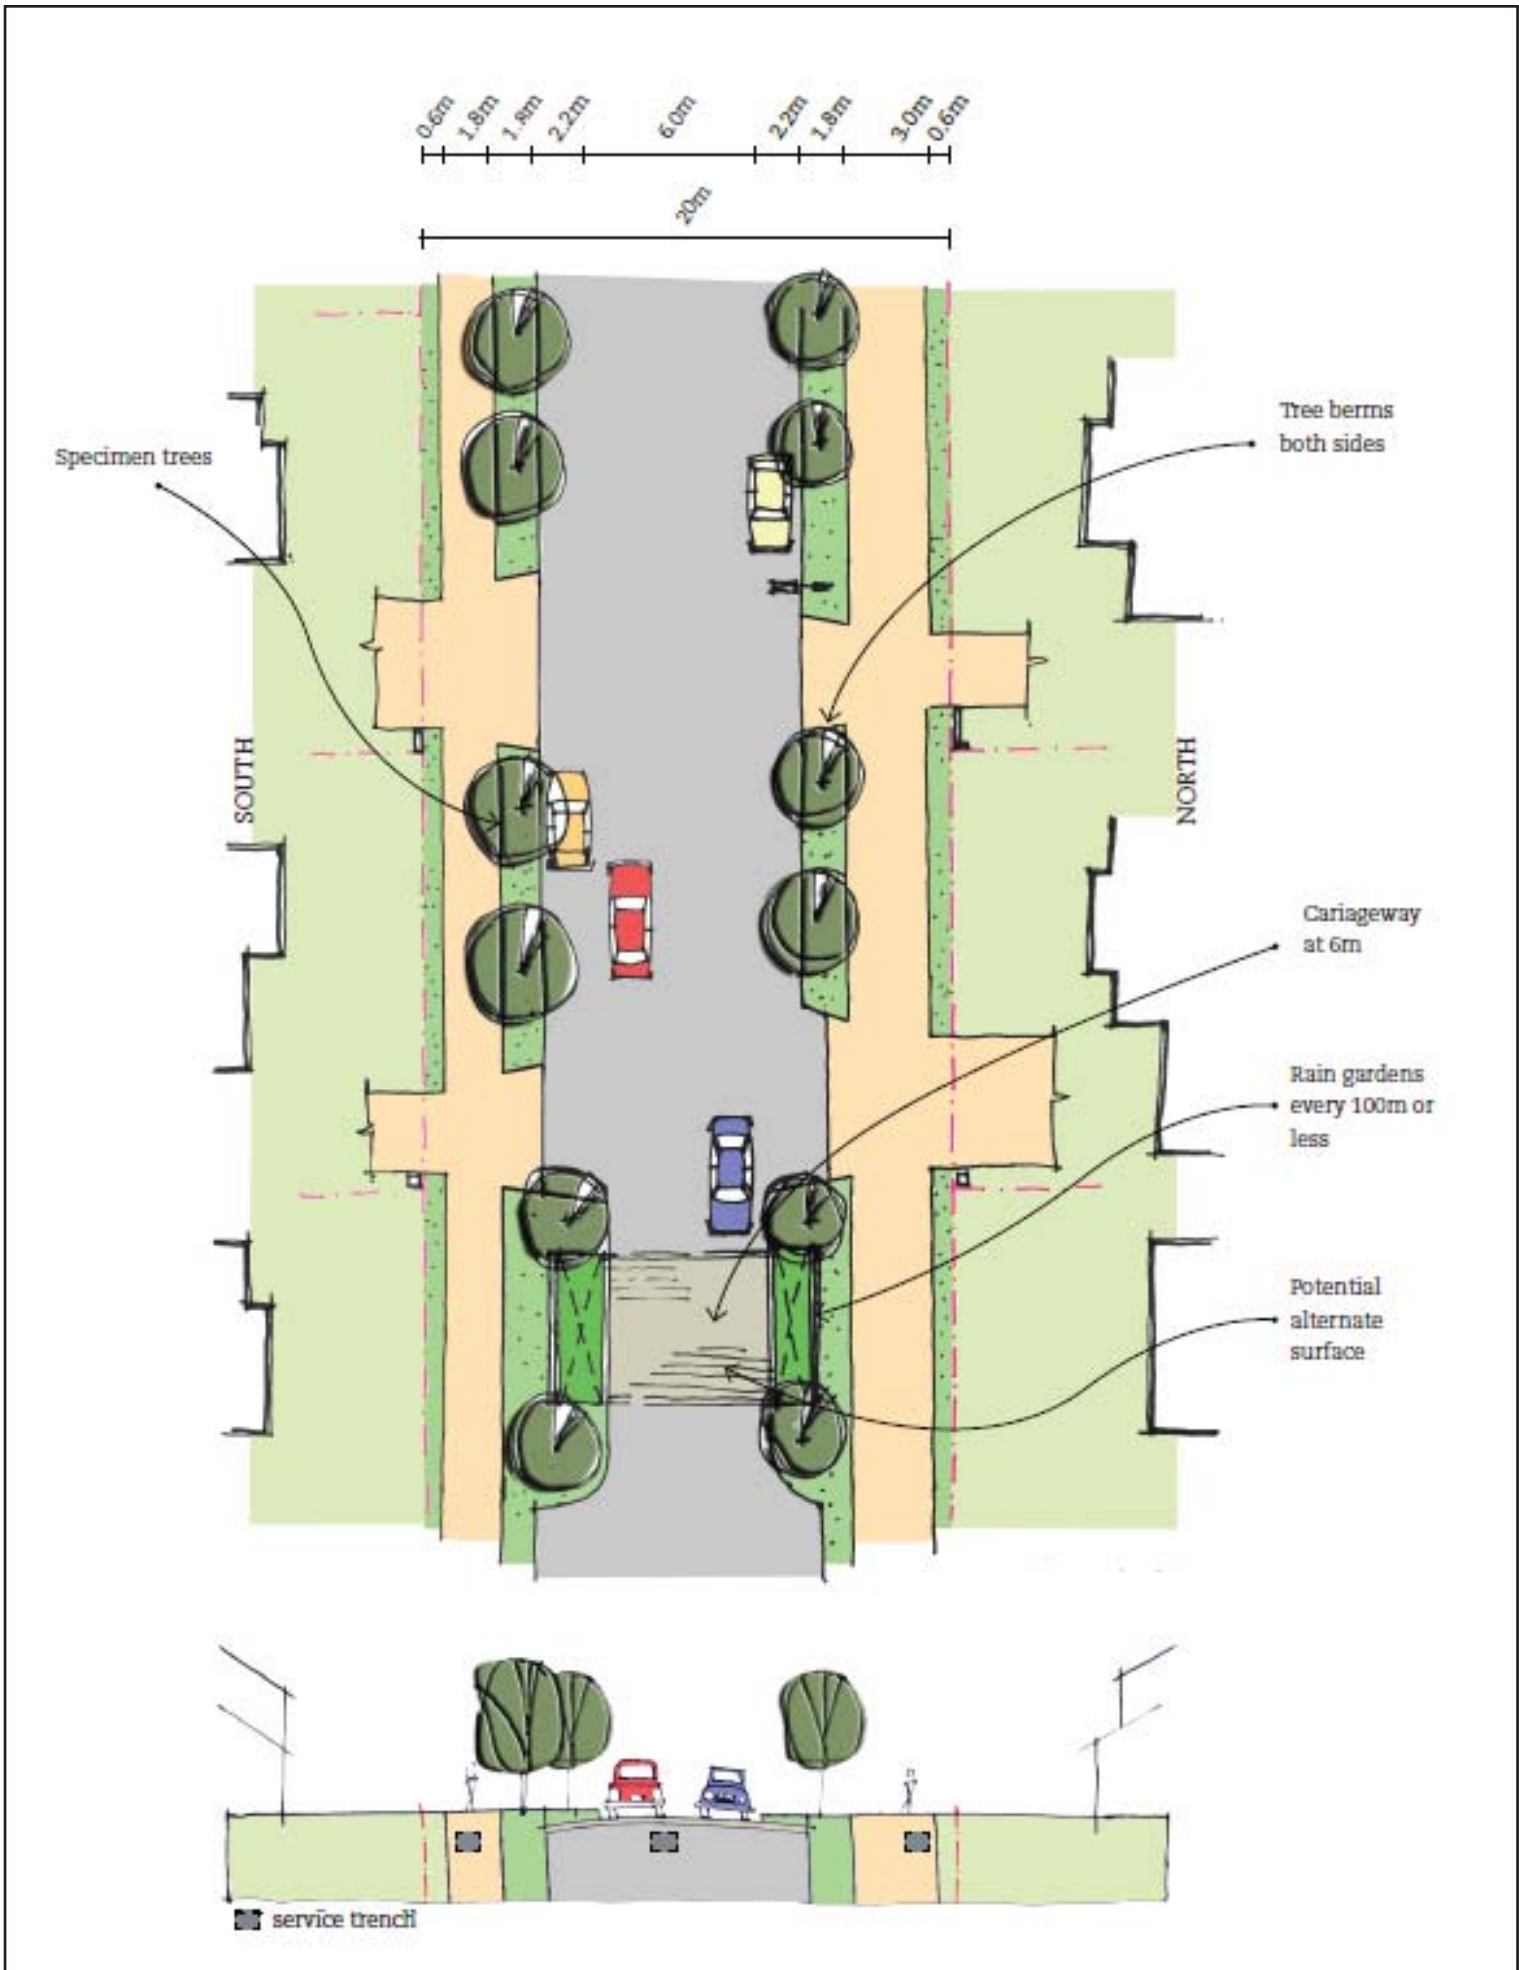 0.6m
1.8m
1.8m
2.2m
6.0m
2.2m
1.8m
3.0m
0.6m
20m
Specimen trees
Tree berms
both sides
SOUTH
NORTH
Cariageway
at 6m
Rain gardens
every 100m or
less
Potential
alternate
surface
service trench